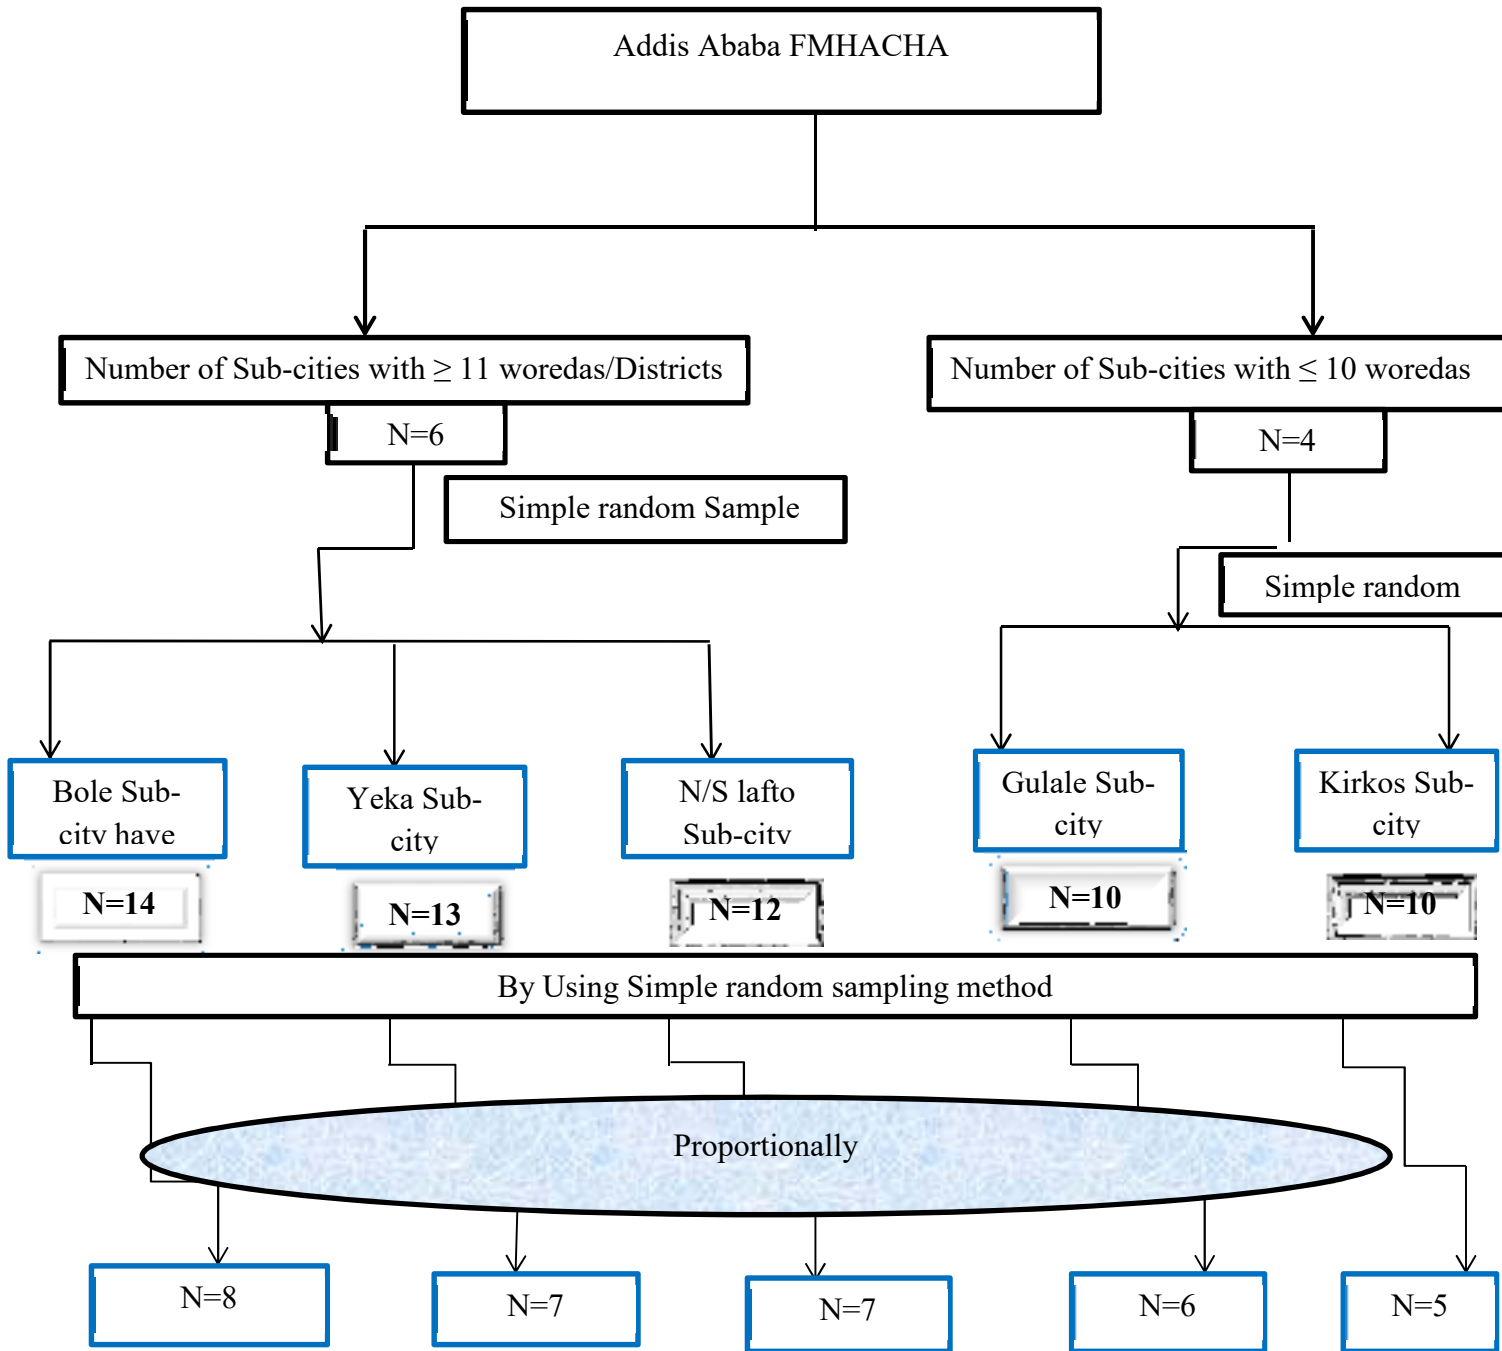 Addis Ababa FMHACHA
Number of Sub-cities with ≥ 11 woredas/Districts
Number of Sub-cities with ≤ 10 woredas
N=6
N=4
Simple random Sample
Simple random
Bole Sub-
city have
Yeka Sub-
city
N/S lafto
Sub-city
Gulale Sub-
city
Kirkos Sub-
city
N=14
N=13
N=12
N=10
N=10
By Using Simple random sampling method
Proportionally
N=8
N=7
N=7
N=6
N=5